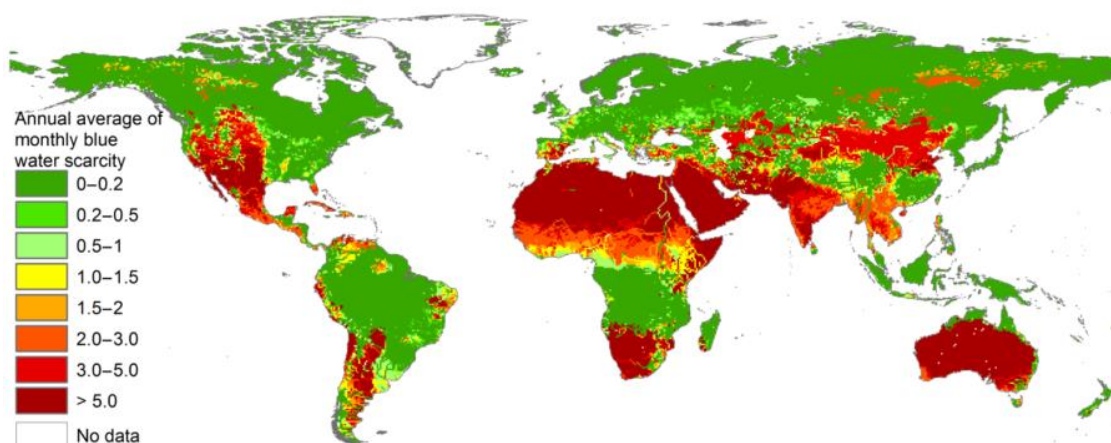 Annual average of
monthly blue
water scarcity
0–0.2
0.2–0.5
0.5–1
1.0–1.5
1.5–2
2.0–3.0
3.0–5.0
> 5.0
No data